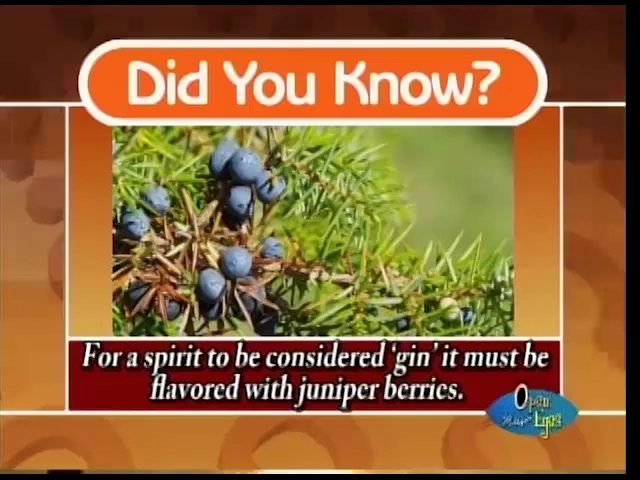 Did You Know?
For a spirit to be considered 'gin' it must be
flavored with juniper berries.
Open
Eyes